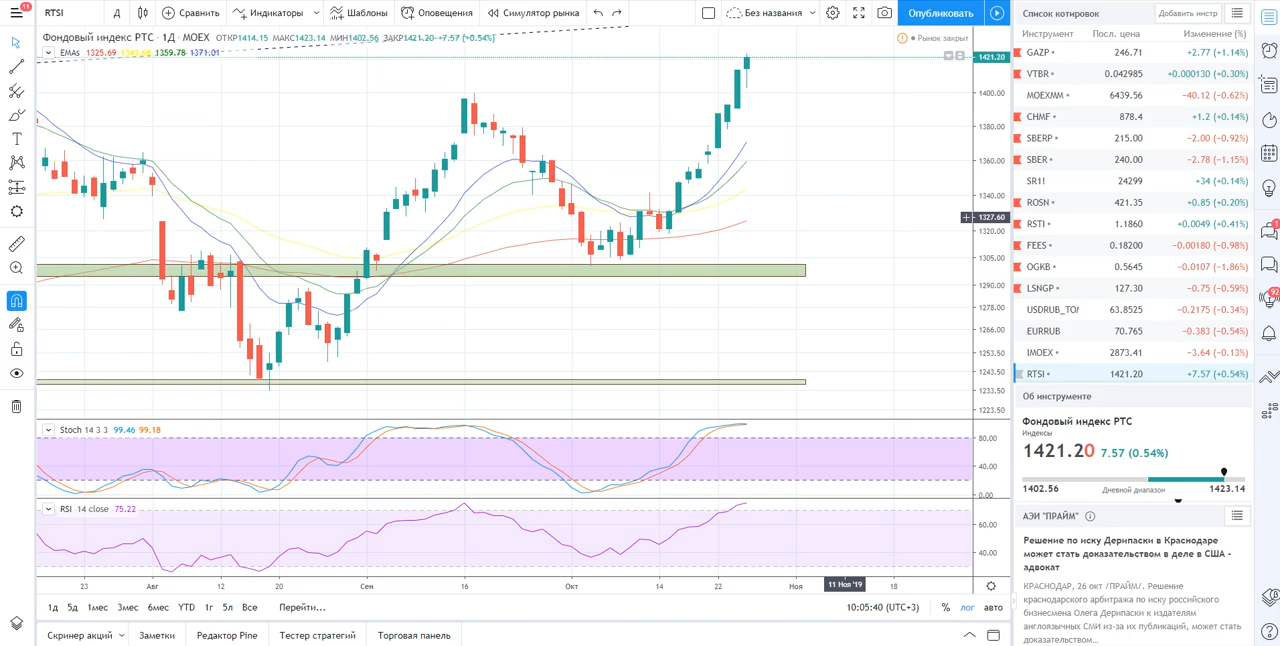 11
RTSI Д Сравнить Индикаторы Шаблоны Оповещения Симулятор рынка Без названия Опубликовать
Фондовый индекс РТС · 1Д · MOEX ОТКР1414.15 МАКС1423.14 МИН1402.56 ЗАКР1421.20 +7.57 (+0.54%)
Рынок закрыт
EMAs 1325.69 1343.68 1359.78 1371.01
1421.20
1400.00
1380.00
1360.00
1340.00
1327.60
1320.00
1305.00
1290.00
1278.00
1266.00
1253.50
1243.50
1233.50
1223.50
Stoch 14 3 3 99.46 99.18
80.00
40.00
0.00
RSI 14 close 75.22
60.00
40.00
23 Авг 12 20 Сен 16 Окт 14 22 Ноя 11 Ноя '19 18
1д 5д 1мес 3мес 6мес YTD 1г 5л Все Перейти... 10:05:40 (UTC+3) % лог авто
Скринер акций Заметки Редактор Pine Тестер стратегий Торговая панель
Список котировок Добавить инстр
Инструмент Посл. цена Изменение (%)
GAZP 246.71 +2.77 (+1.14%)
VTBR 0.042985 +0.000130 (+0.30%)
MOEXMM 6439.56 −40.12 (−0.62%)
CHMF 878.4 +1.2 (+0.14%)
SBERP 215.00 −2.00 (−0.92%)
SBER 240.00 −2.78 (−1.15%)
SR1! 24299 +34 (+0.14%)
ROSN 421.35 +0.85 (+0.20%)
RSTI 1.1860 +0.0049 (+0.41%)
FEES 0.18200 −0.00180 (−0.98%)
OGKB 0.5645 −0.0107 (−1.86%)
LSNGP 127.30 −0.75 (−0.59%)
USDRUB_TOM 63.8525 −0.2175 (−0.34%)
EURRUB 70.765 −0.383 (−0.54%)
IMOEX 2873.41 −3.64 (−0.13%)
RTSI 1421.20 +7.57 (+0.54%)
Об инструменте
Фондовый индекс РТС
Индексы
1421.20 7.57 (0.54%)
1402.56 Дневной диапазон 1423.14
АЭИ "ПРАЙМ"
Решение по иску Дерипаски в Краснодаре
может стать доказательством в деле в США -
адвокат
КРАСНОДАР, 26 окт /ПРАЙМ/. Решение
краснодарского арбитража по иску российского
бизнесмена Олега Дерипаски к издателям
англоязычных СМИ из-за их публикаций, может стать
доказательством...
1
92